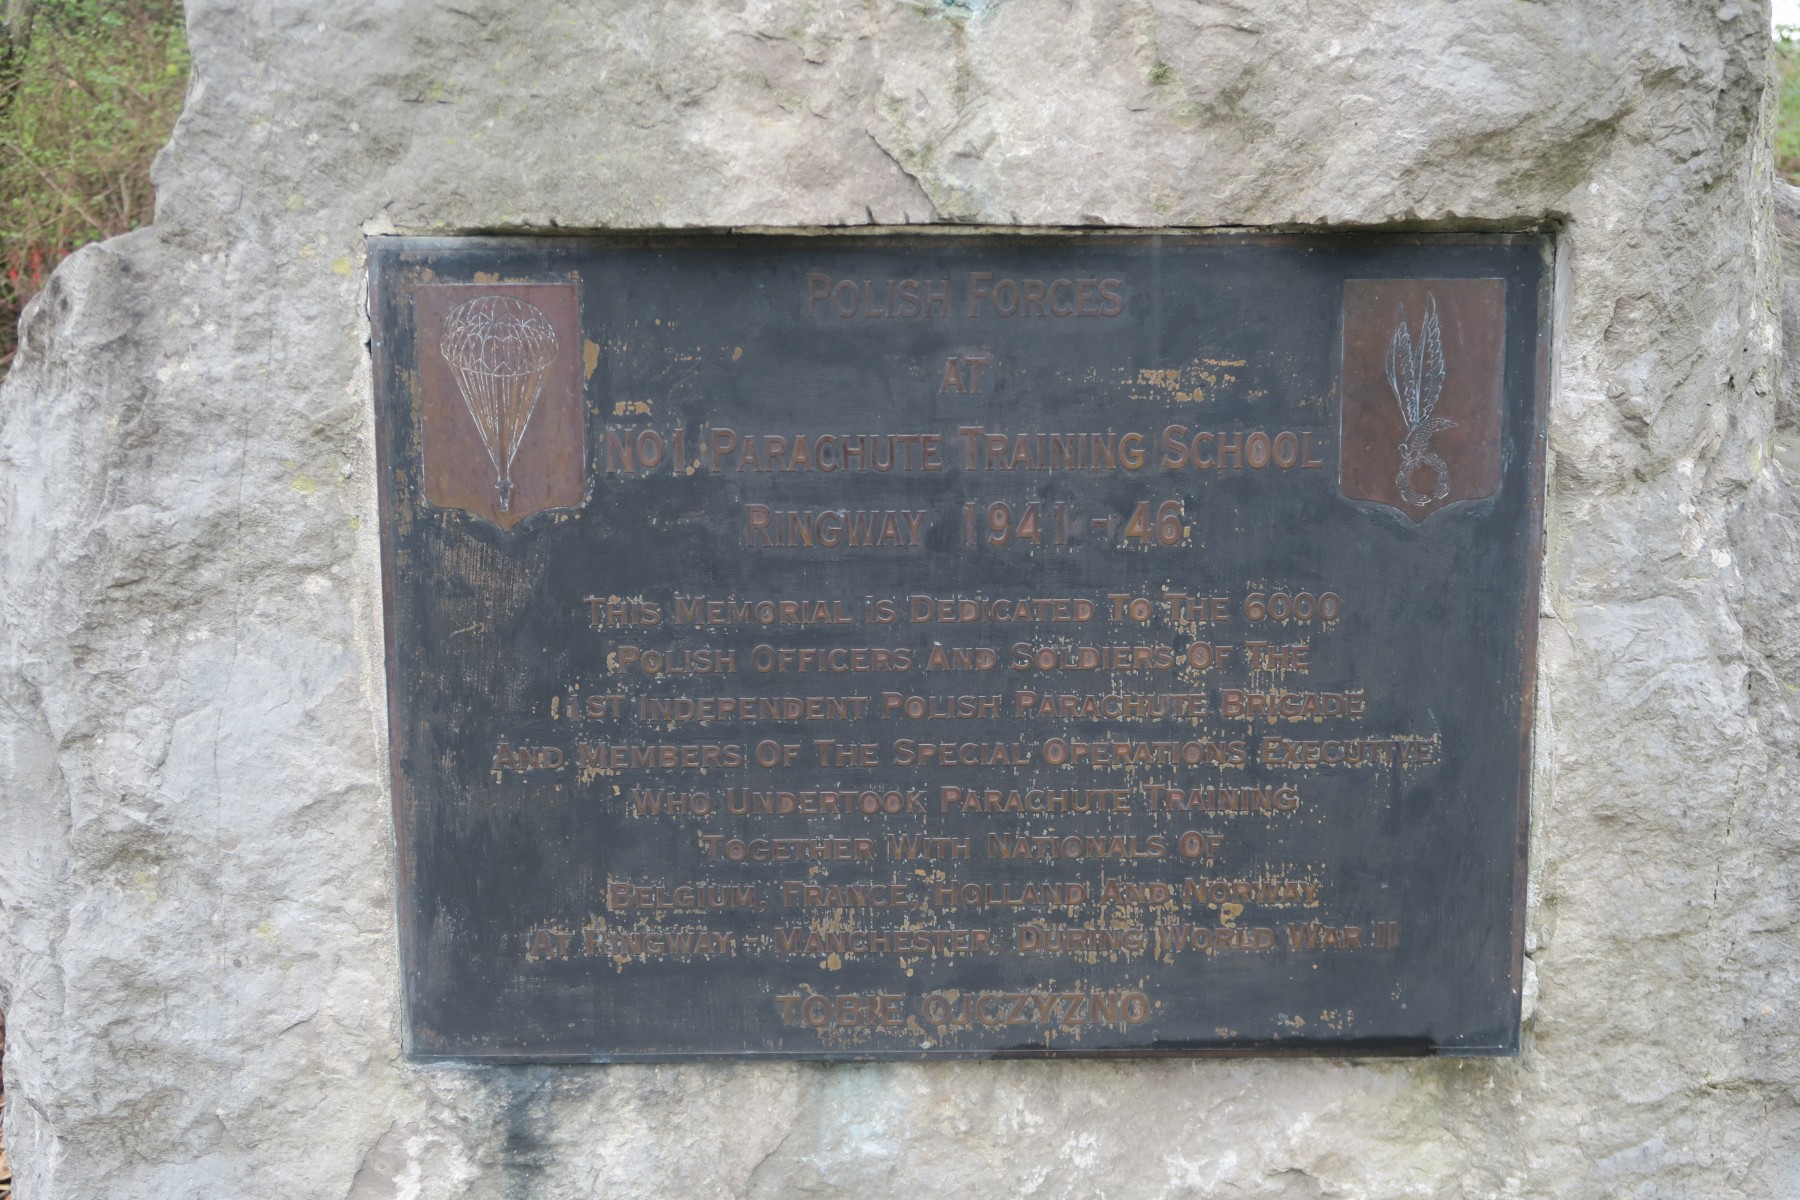 POLISH FORCES
AT
NO 1. PARACHUTE TRAINING SCHOOL
RINGWAY 1941 - 46
THIS MEMORIAL IS DEDICATED TO THE 6000
POLISH OFFICERS AND SOLDIERS OF THE
1ST INDEPENDENT POLISH PARACHUTE BRIGADE
AND MEMBERS OF THE SPECIAL OPERATIONS EXECUTIVE
WHO UNDERTOOK PARACHUTE TRAINING
TOGETHER WITH NATIONALS OF
BELGIUM, FRANCE, HOLLAND AND NORWAY
AT RINGWAY - MANCHESTER, DURING WORLD WAR II
TOBIE OJCZYZNO